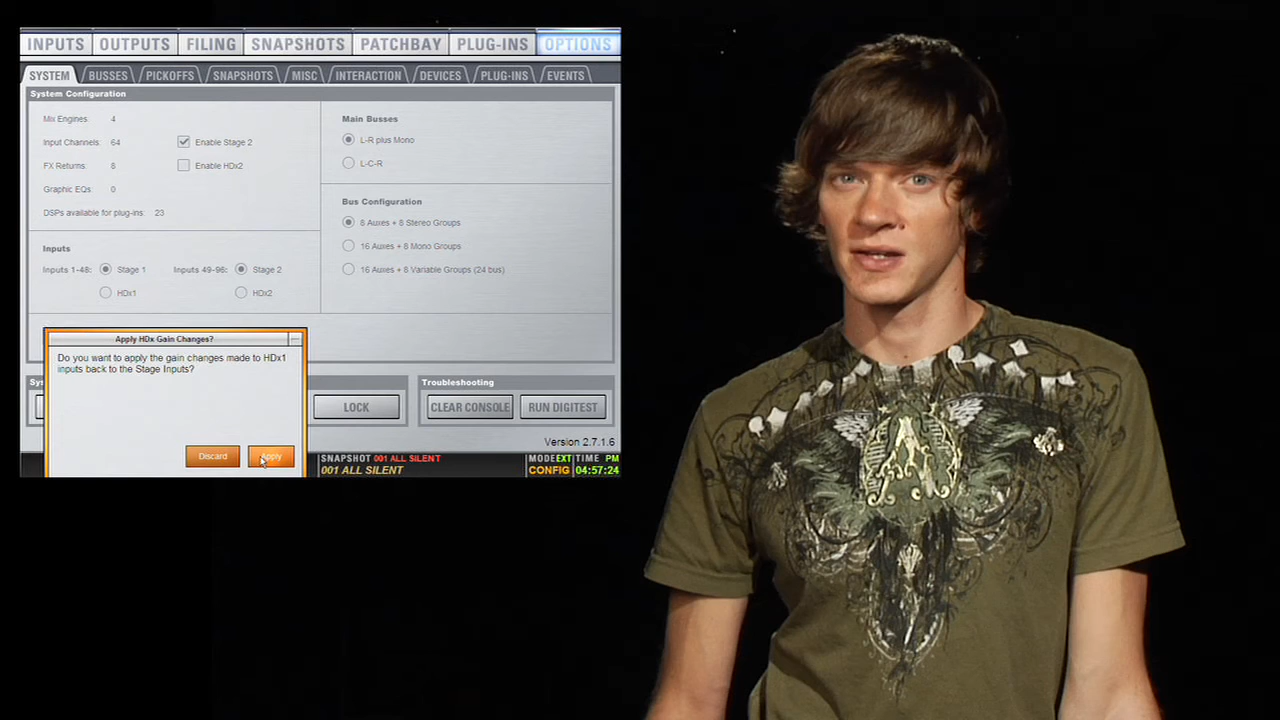 INPUTS OUTPUTS FILING SNAPSHOTS PATCHBAY PLUG-INS OPTIONS
SYSTEM BUSSES PICKOFFS SNAPSHOTS MISC INTERACTION DEVICES PLUG-INS EVENTS
System Configuration
Mix Engines: 4
Input Channels: 64 Enable Stage 2
FX Returns: 8 Enable HDx2
Graphic EQs: 0
DSPs available for plug-ins: 23
Inputs
Inputs 1-48: Stage 1 Inputs 49-96: Stage 2
HDx1 HDx2
Main Busses
L-R plus Mono
L-C-R
Bus Configuration
8 Auxes + 8 Stereo Groups
16 Auxes + 8 Mono Groups
16 Auxes + 8 Variable Groups (24 bus)
Apply HDx Gain Changes?
Do you want to apply the gain changes made to HDx1
inputs back to the Stage Inputs?
Discard Apply
Sys
LOCK
Troubleshooting
CLEAR CONSOLE RUN DIGITEST
Version 2.7.1.6
SNAPSHOT 001 ALL SILENT
001 ALL SILENT
MODE EXT TIME PM
CONFIG 04:57:24
A